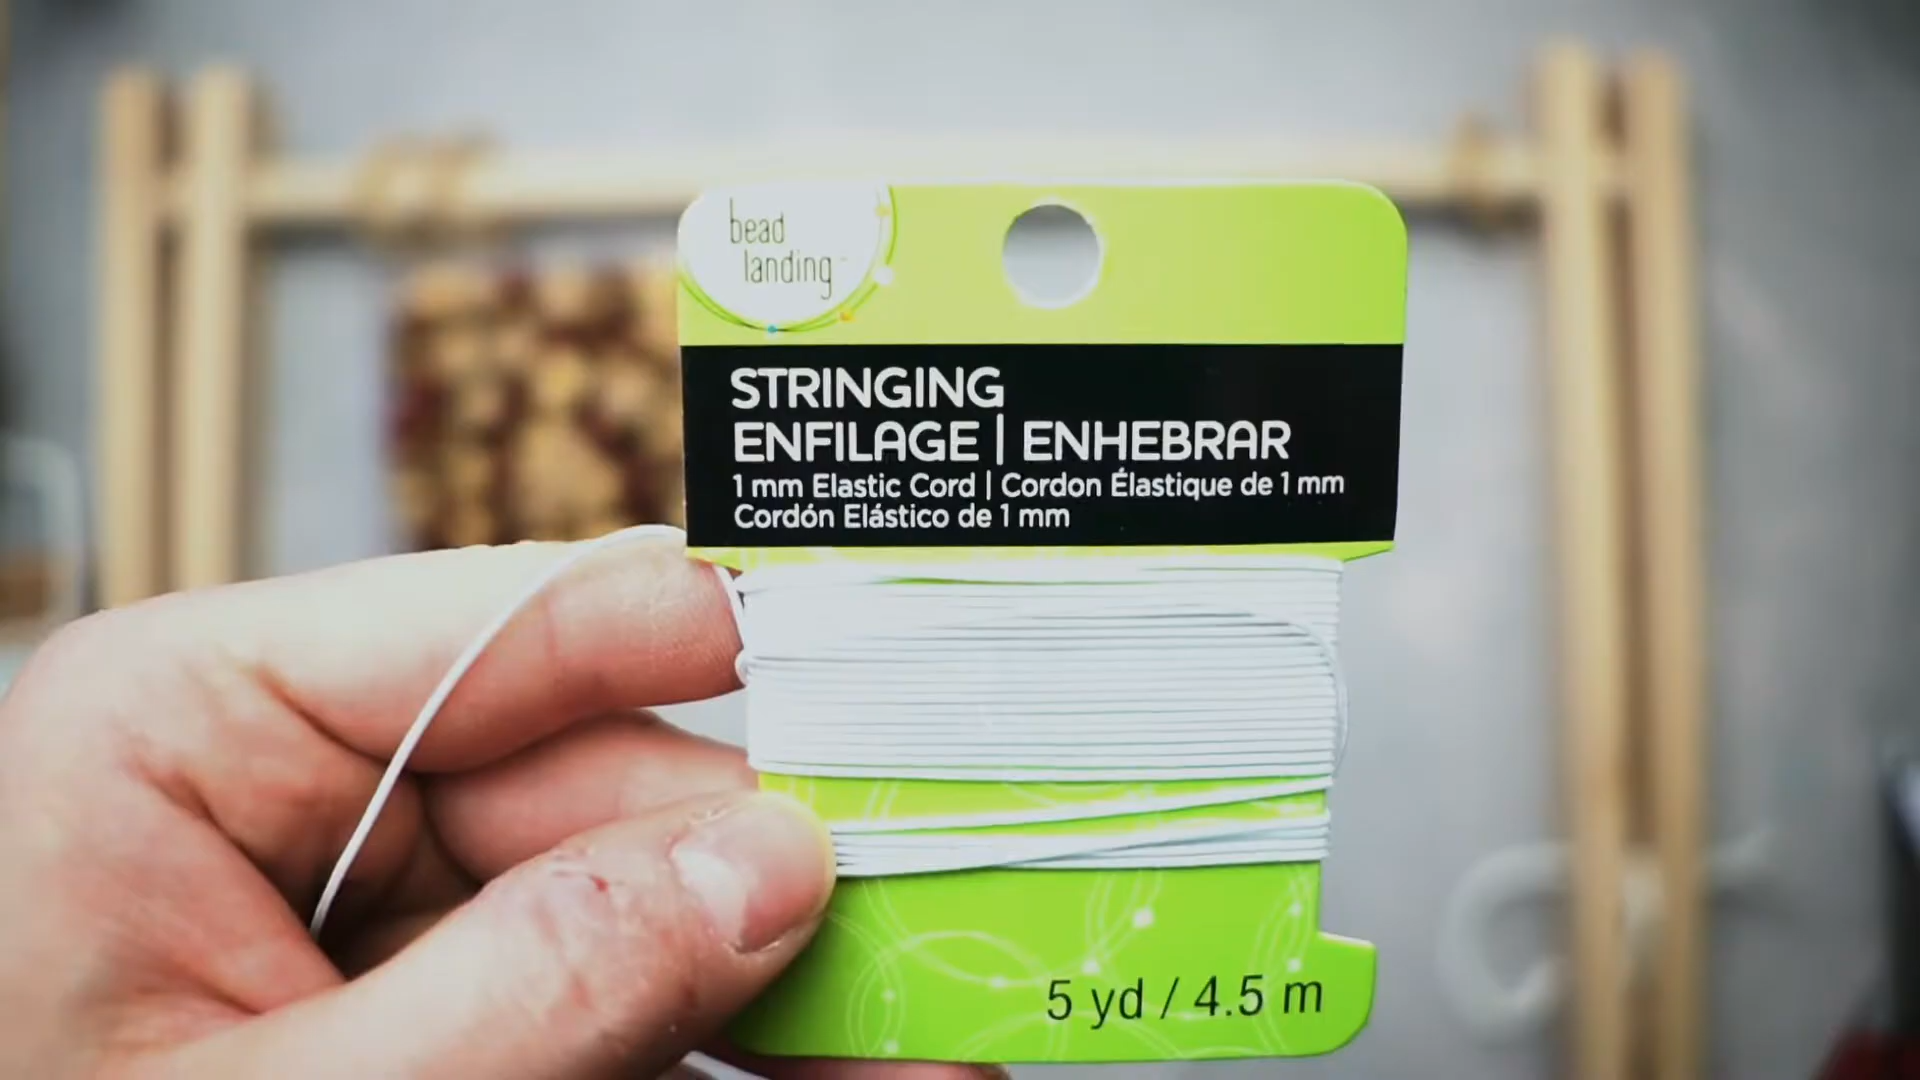 bead
landing™
STRINGING
ENFILAGE | ENHEBRAR
1 mm Elastic Cord | Cordon Élastique de 1 mm
Cordón Elástico de 1 mm
5 yd / 4.5 m